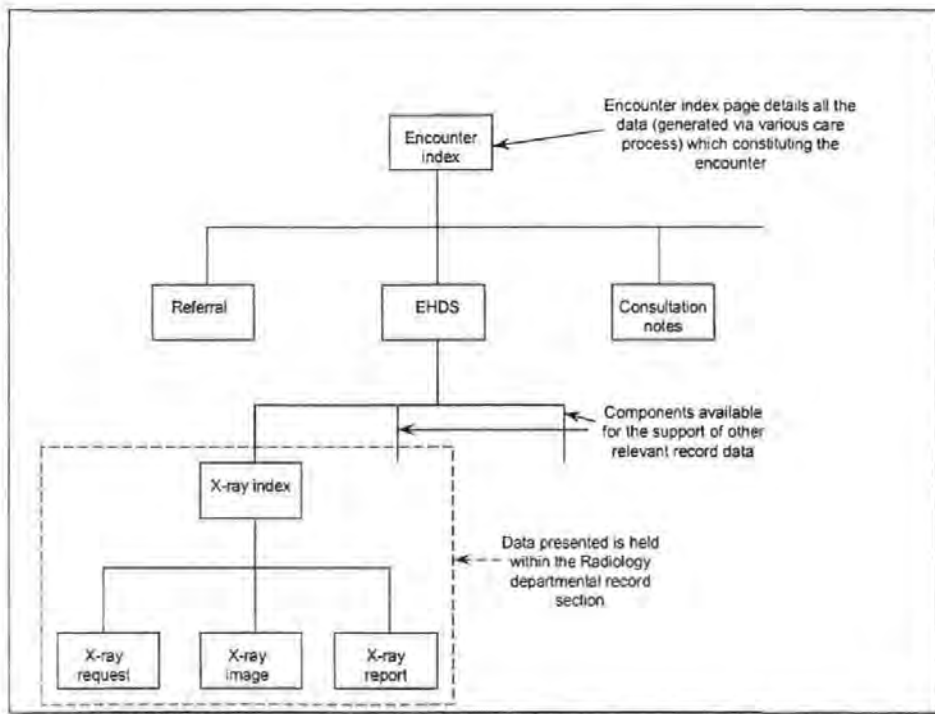 Encounter index page details all the
data (generated via various care
process) which constituting the
encounter
Encounter
index
Referral
EHDS
Consultation
notes
Components available
for the support of other
relevant record data
X-ray index
Data presented is held
within the Radiology
departmental record
section
X-ray
request
X-ray
image
X-ray
report